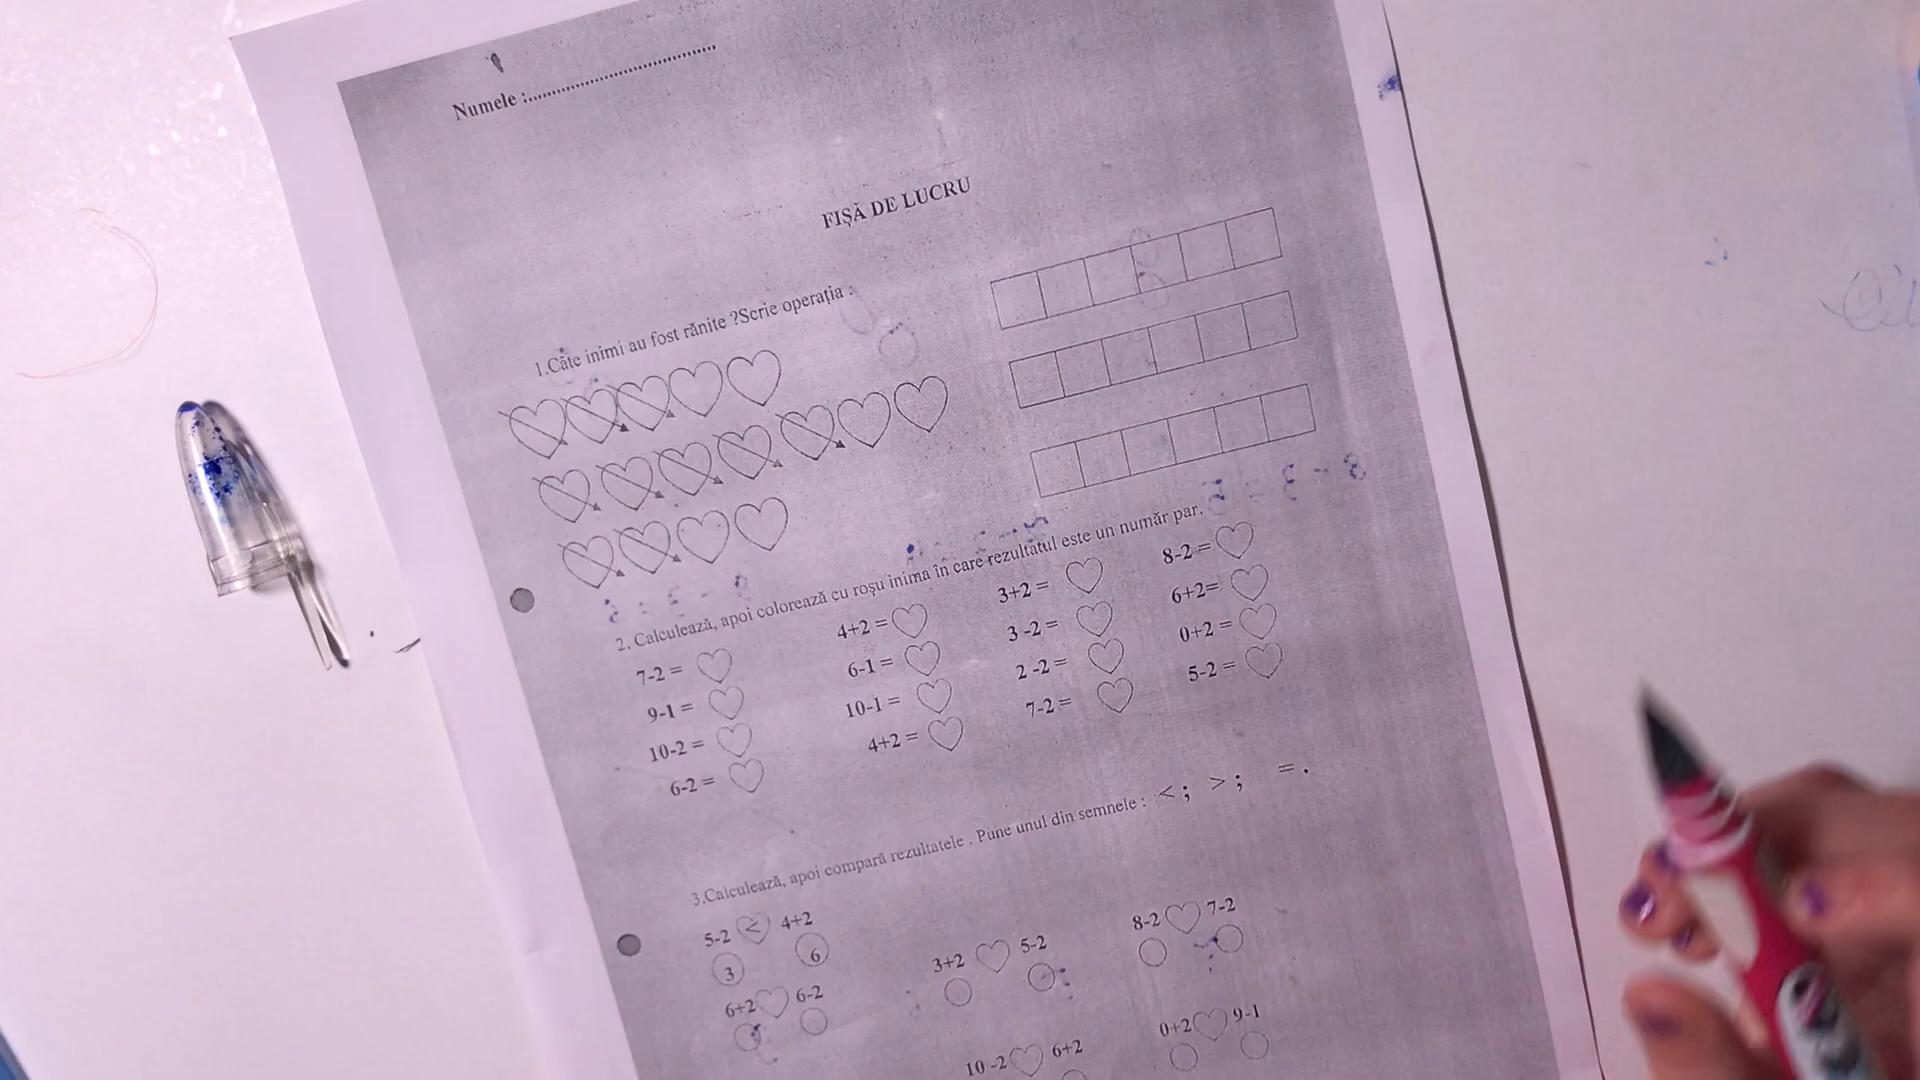 Numele :........................................
FIȘĂ DE LUCRU
1.Câte inimi au fost rănite ?Scrie operația :
2. Calculează, apoi colorează cu roșu inima în care rezultatul este un număr par.
7-2 = 4+2 = 3+2 = 8-2 =
9-1 = 6-1 = 3 -2 = 6+2=
10-2 = 10-1 = 2 -2 = 0+2 =
6-2 = 4+2 = 7-2 = 5-2 =
3.Calculează, apoi compară rezultatele . Pune unul din semnele : < ; > ; = .
5-2 < 4+2 3+2 5-2 8-2 7-2
3 6
6+2 6-2 10 -2 6+2 0+2 9-1